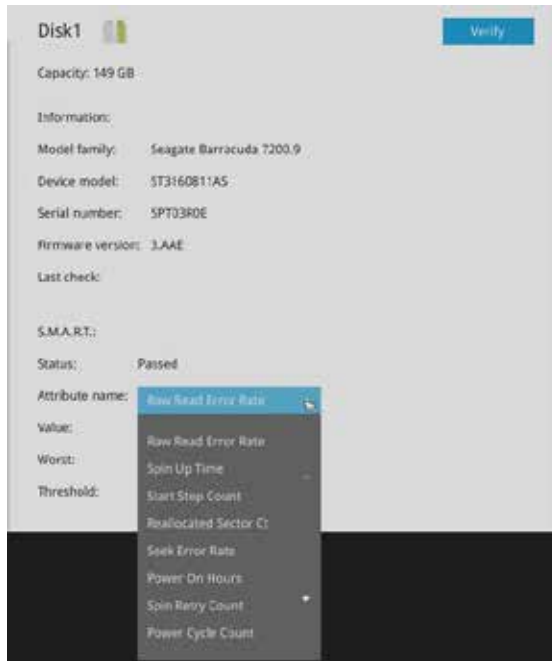 Disk1
Verify
Capacity: 149 GB
Information:
Model family: Seagate Barracuda 7200.9
Device model: ST3160811AS
Serial number: 5PT03R0E
Firmware version: 3.AAE
Last check:
S.M.A.R.T.:
Status: Passed
Attribute name: Raw Read Error Rate
Value:
Worst:
Threshold:
Raw Read Error Rate
Spin Up Time
Start Stop Count
Reallocated Sector Ct
Seek Error Rate
Power On Hours
Spin Retry Count
Power Cycle Count